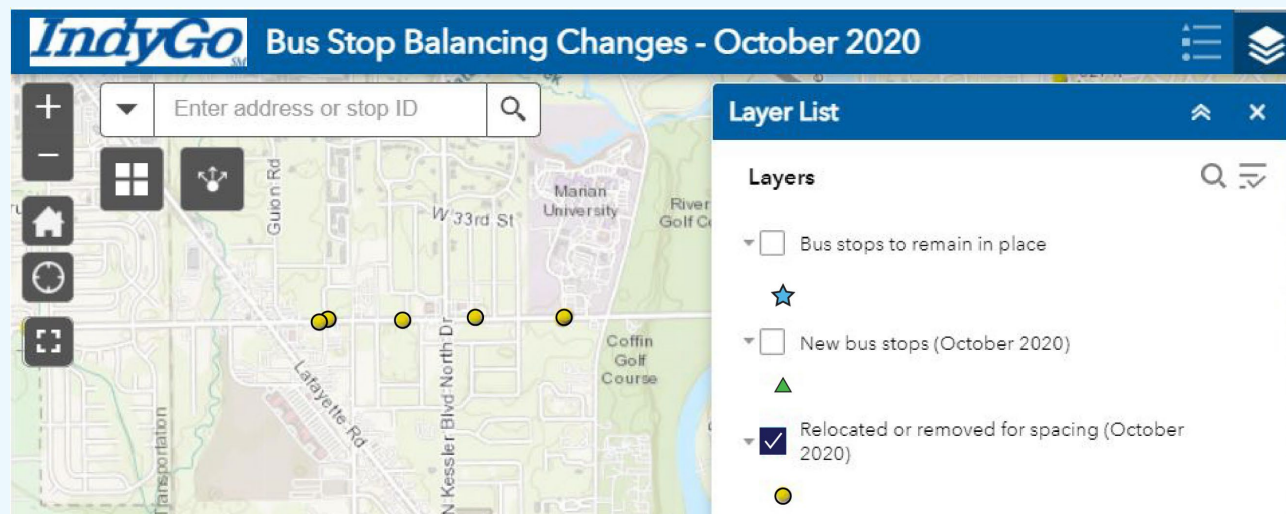 IndyGo SM Bus Stop Balancing Changes - October 2020
Enter address or stop ID
Layer List
Layers
Guion Rd
W 33rd St
Marian
University
River
Golf C
Bus stops to remain in place
New bus stops (October 2020)
Coffin
Golf
Course
Lafayette Rd
N Kessler Blvd North Dr
Transportation
Relocated or removed for spacing (October
2020)